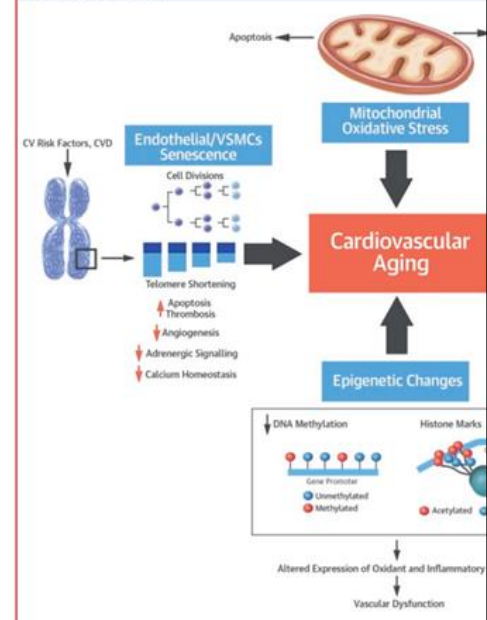 Apoptosis
Mitochondrial
Oxidative Stress
CV Risk Factors, CVD
Endothelial/VSMCs
Senescence
Cell Divisions
Telomere Shortening
Apoptosis
Thrombosis
Angiogenesis
Adrenergic Signalling
Calcium Homeostasis
Cardiovascular
Aging
Epigenetic Changes
DNA Methylation
Gene Promoter
Unmethylated
Methylated
Histone Marks
Acetylated
Altered Expression of Oxidant and Inflammatory
Vascular Dysfunction